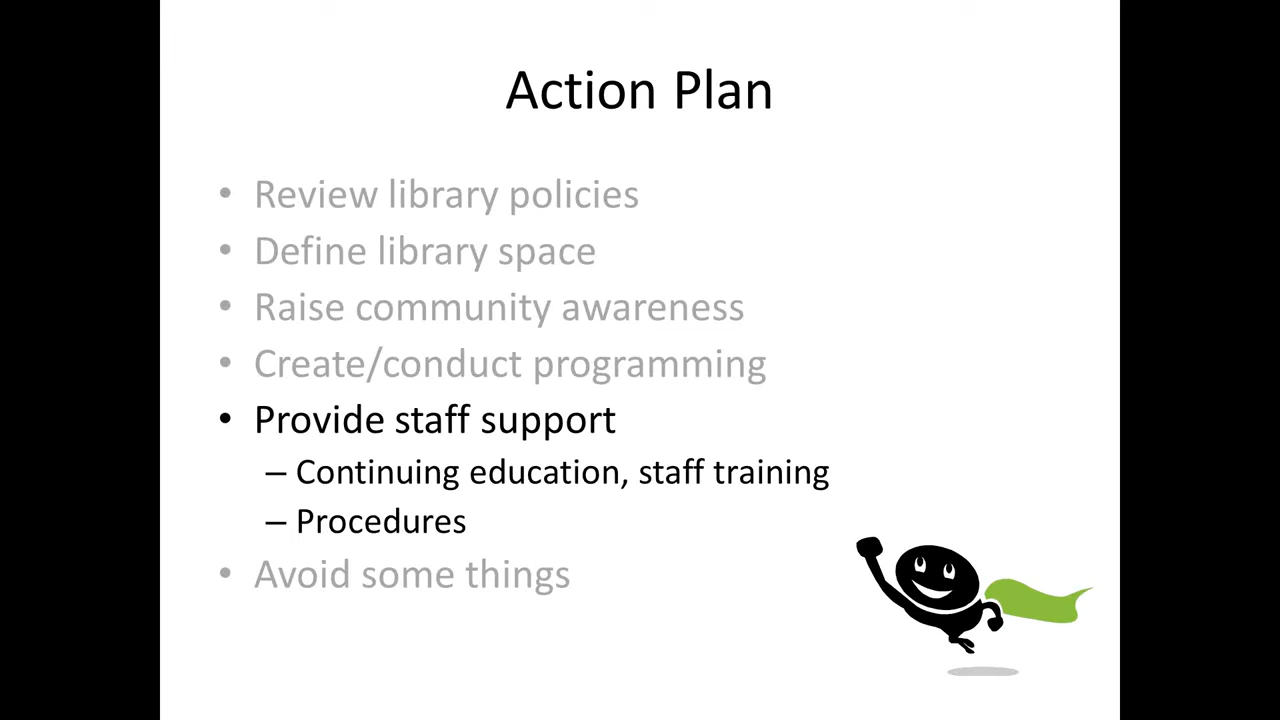 Action Plan
• Review library policies
• Define library space
• Raise community awareness
• Create/conduct programming
• Provide staff support
– Continuing education, staff training
– Procedures
• Avoid some things